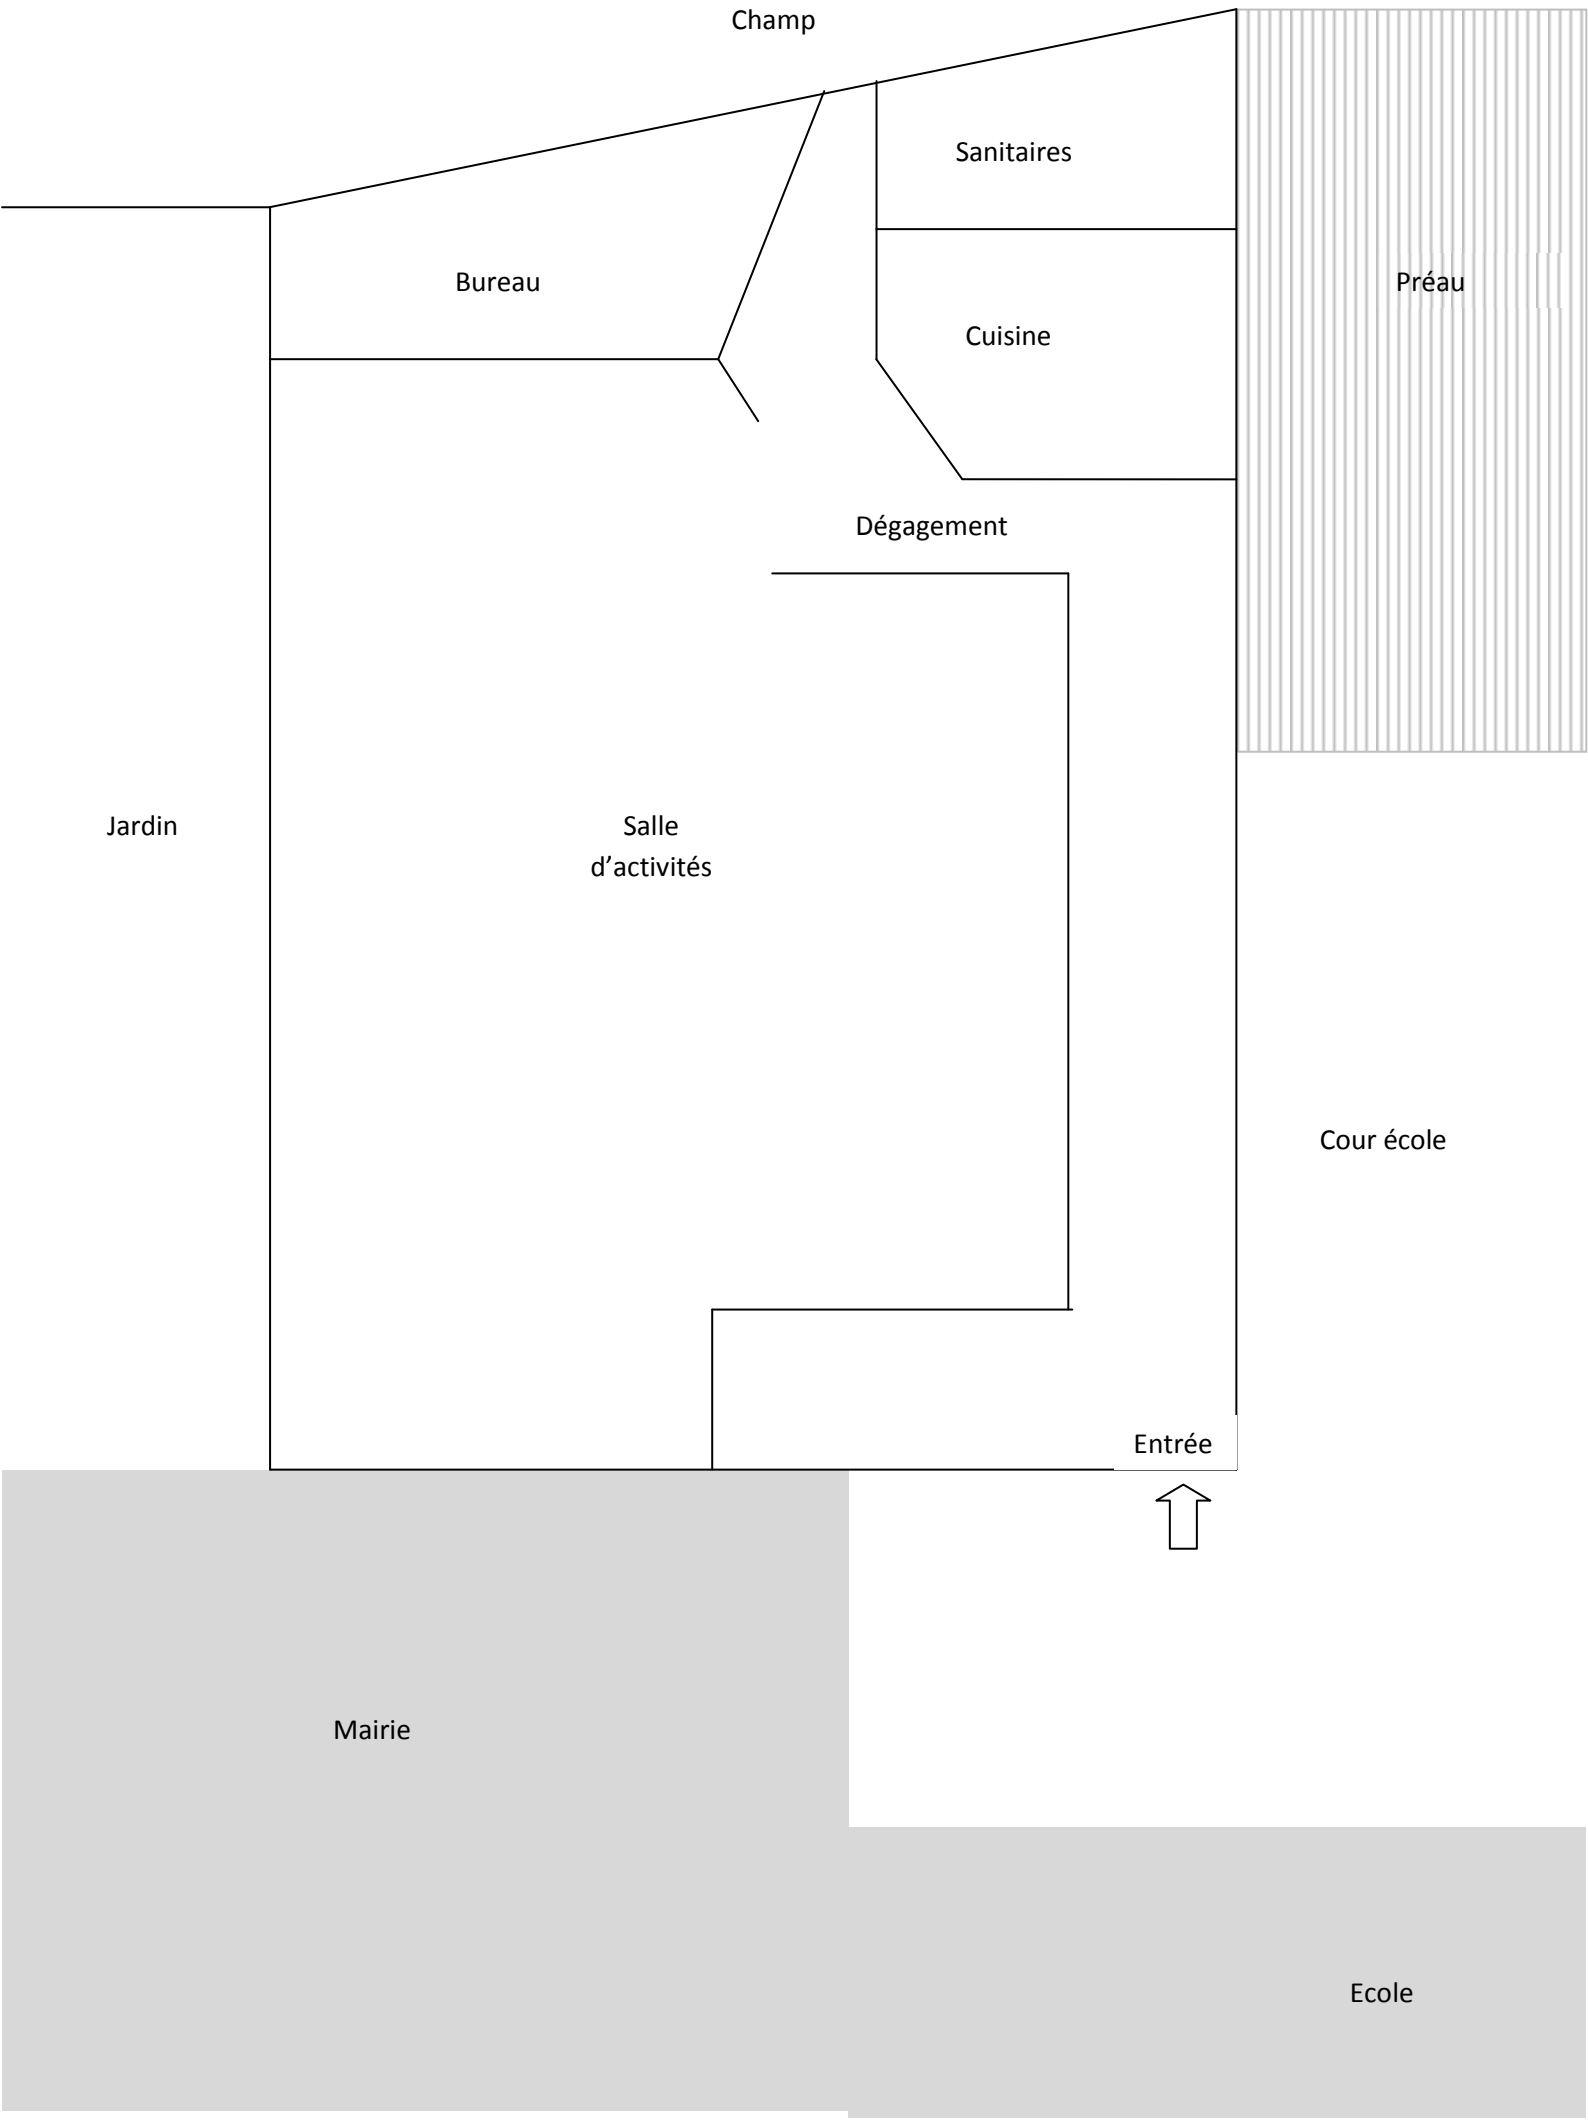 Champ
Sanitaires
Bureau
Préau
Cuisine
Dégagement
Jardin
Salle
d’activités
Cour école
Entrée
Mairie
Ecole